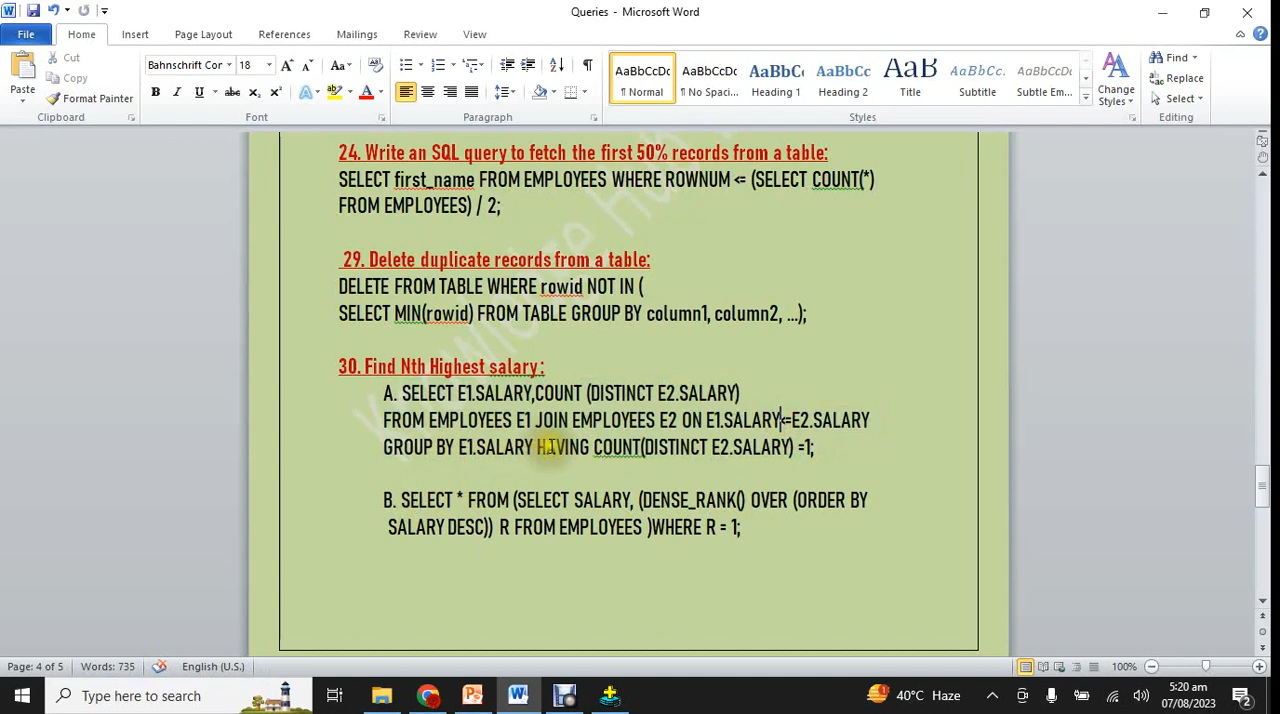 Queries - Microsoft Word
File Home Insert Page Layout References Mailings Review View
Cut
Copy
Format Painter
Paste
Bahnschrift Cor 18
B I U abc x₂ x²
AaBbCcDc AaBbCcDc AaBbCc AaBbCc AaB AaBbCc. AaBbCcDc
¶ Normal ¶ No Spaci... Heading 1 Heading 2 Title Subtitle Subtle Em...
Change Styles
Find
Replace
Select
Clipboard Font Paragraph Styles Editing
24. Write an SQL query to fetch the first 50% records from a table:
SELECT first_name FROM EMPLOYEES WHERE ROWNUM <= (SELECT COUNT(*)
FROM EMPLOYEES) / 2;
29. Delete duplicate records from a table:
DELETE FROM TABLE WHERE rowid NOT IN (
SELECT MIN(rowid) FROM TABLE GROUP BY column1, column2, ...);
30. Find Nth Highest salary:
A. SELECT E1.SALARY,COUNT (DISTINCT E2.SALARY)
FROM EMPLOYEES E1 JOIN EMPLOYEES E2 ON E1.SALARY<=E2.SALARY
GROUP BY E1.SALARY HAVING COUNT(DISTINCT E2.SALARY) =1;
B. SELECT * FROM (SELECT SALARY, (DENSE_RANK() OVER (ORDER BY
SALARY DESC)) R FROM EMPLOYEES )WHERE R = 1;
Page: 4 of 5 Words: 735 English (U.S.) 100%
Type here to search
40°C Haze
5:20 am
07/08/2023
2